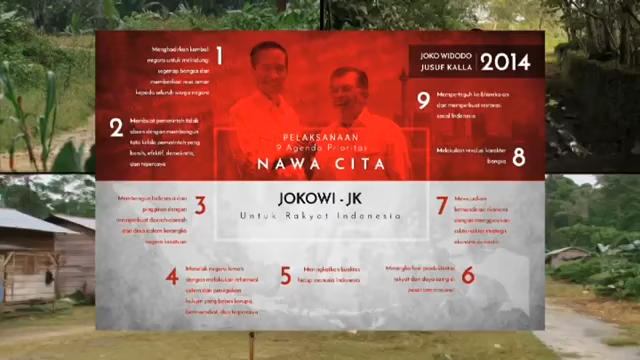 1
Menghadirkan kembali
negara untuk melindungi
segenap bangsa dan
memberikan rasa aman
kepada seluruh warga negara
JOKO WIDODO
JUSUF KALLA
2014
2
Membuat pemerintah tidak
absen dengan membangun
tata kelola pemerintah yang
bersih, efektif, demokratis,
dan tepercaya
9
Memperteguh kebhinekaan
dan memperkuat restorasi
sosial Indonesia
8
Melakukan revolusi karakter
bangsa
PELAKSANAAN
9 Agenda Prioritas
NAWA CITA
JOKOWI - JK
Untuk Rakyat Indonesia
3
Membangun Indonesia dari
pinggiran dengan
memperkuat daerah-daerah
dan desa dalam kerangka
negara kesatuan
7
Mewujudkan
kemandirian ekonomi
dengan menggerakkan
sektor-sektor strategis
ekonomi domestik
4
Menolak negara lemah
dengan melakukan reformasi
sistem dan penegakan
hukum yang bebas korupsi,
bermartabat, dan tepercaya
5
Meningkatkan kualitas
hidup manusia Indonesia
6
Meningkatkan produktivitas
rakyat dan daya saing di
pasar internasional